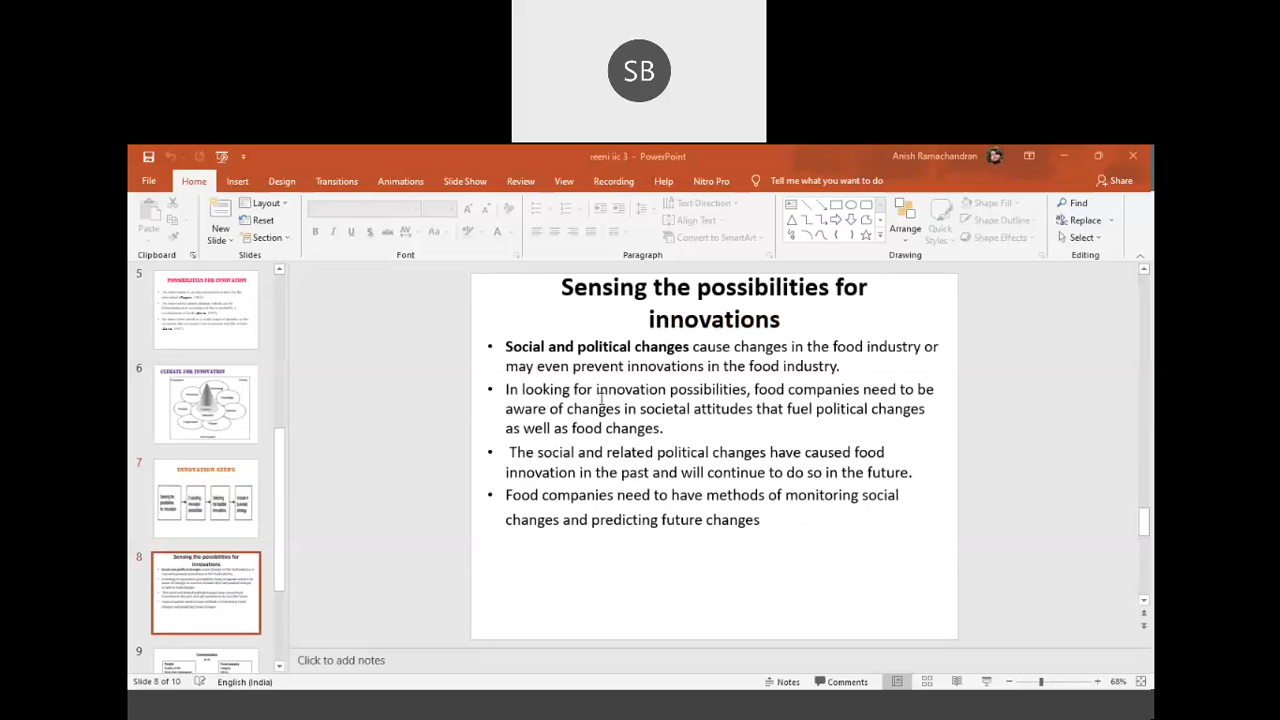 SB
reeni iic 3 - PowerPoint
Anish Ramachandran
File Home Insert Design Transitions Animations Slide Show Review View Recording Help Nitro Pro Tell me what you want to do Share
Paste
New Slide
Layout
Reset
Section
B I U S abc AV Aa A
Text Direction
Align Text
Convert to SmartArt
Arrange
Quick Styles
Shape Fill
Shape Outline
Shape Effects
Find
Replace
Select
Clipboard Slides Font Paragraph Drawing Editing
5
POSSIBILITIES FOR INNOVATION
6
CLIMATE FOR INNOVATION
7
INNOVATION STEPS
8
Sensing the possibilities for
innovations
9
Sensing the possibilities for
innovations
• Social and political changes cause changes in the food industry or
may even prevent innovations in the food industry.
• In looking for innovation possibilities, food companies need to be
aware of changes in societal attitudes that fuel political changes
as well as food changes.
• The social and related political changes have caused food
innovation in the past and will continue to do so in the future.
• Food companies need to have methods of monitoring social
changes and predicting future changes
Click to add notes
Slide 8 of 10 English (India) Notes Comments 68%